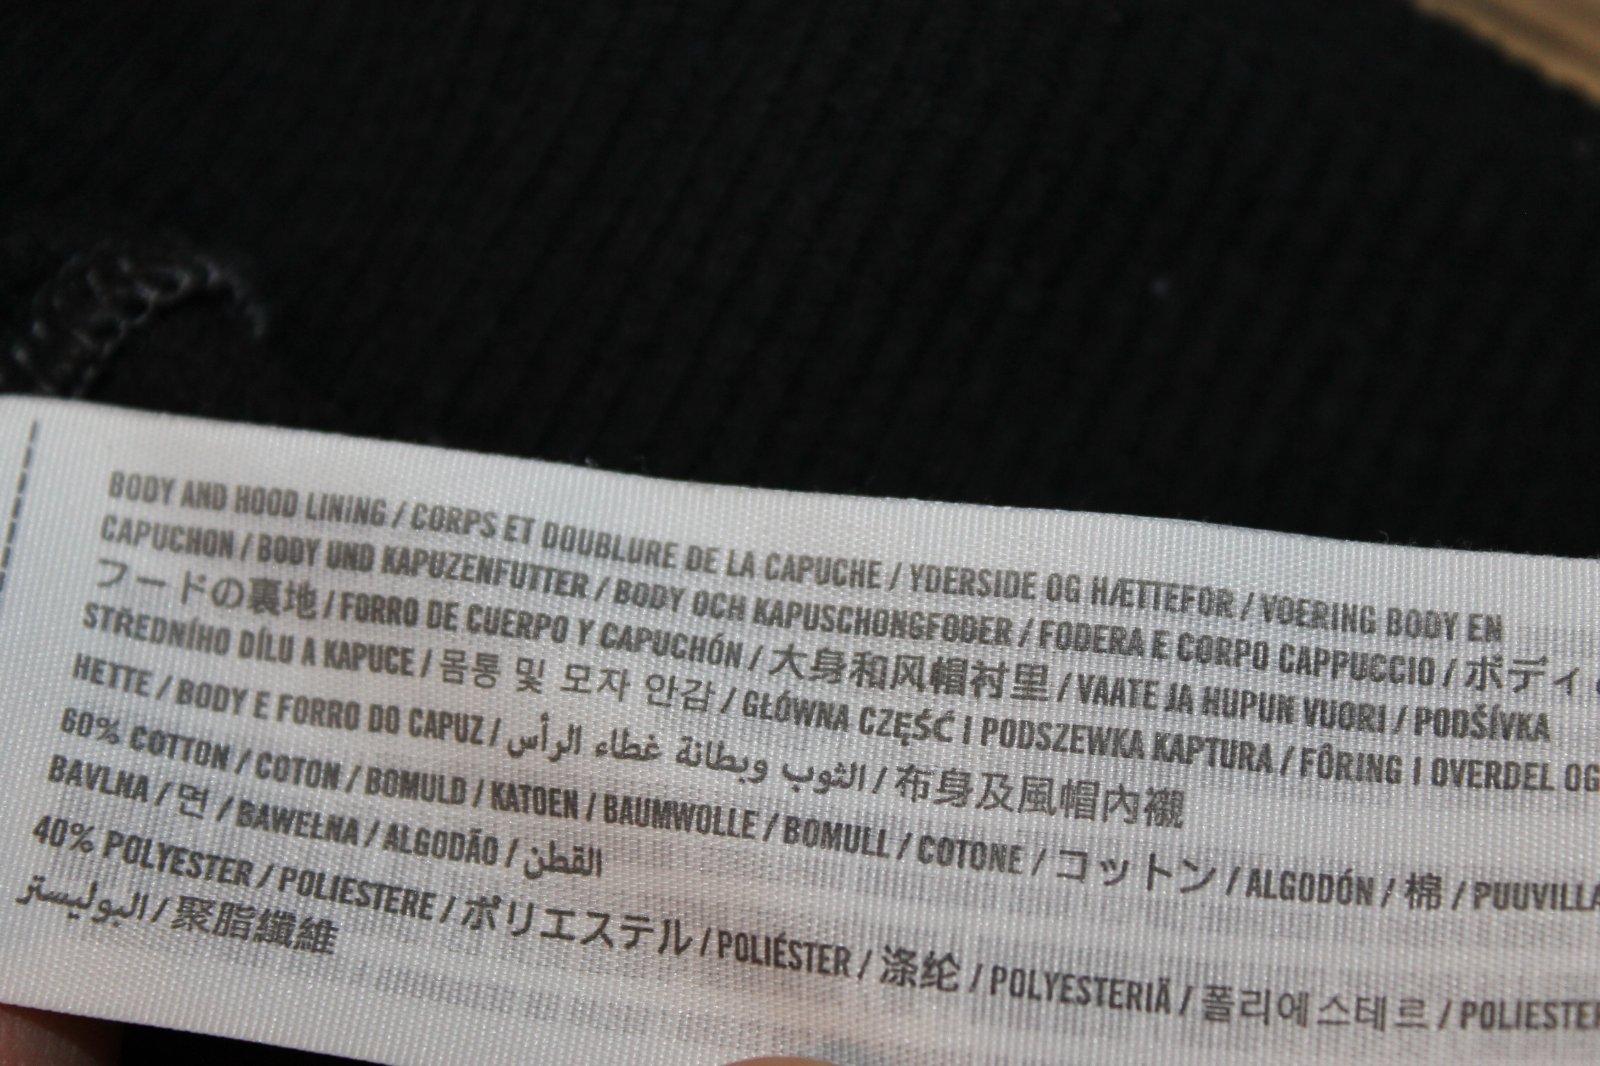 BODY AND HOOD LINING / CORPS ET DOUBLURE DE LA CAPUCHE / YDERSIDE OG HÆTTEFOR / VOERING BODY EN
CAPUCHON / BODY UND KAPUZENFUTTER / BODY OCH KAPUSCHONGFODER / FODERA E CORPO CAPPUCCIO / ボディ
フードの裏地 / FORRO DE CUERPO Y CAPUCHÓN / 大身和风帽衬里 / VAATE JA HUPUN VUORI / PODŠÍVKA
STŘEDNÍHO DÍLU A KAPUCE / 몸통 및 모자 안감 / GŁÓWNA CZĘŚĆ I PODSZEWKA KAPTURA / FÔRING I OVERDEL OG
HETTE / BODY E FORRO DO CAPUZ / الثوب وبطانة غطاء الرأس / 布身及風帽內襯
60% COTTON / COTON / BOMULD / KATOEN / BAUMWOLLE / BOMULL / COTONE / コットン / ALGODÓN / 棉 / PUUVILLA
BAVLNA / 면 / BAWEŁNA / ALGODÃO / القطن
40% POLYESTER / POLIESTERE / ポリエステル / POLIÉSTER / 涤纶 / POLYESTERIÄ / 폴리에스테르 / POLIESTER
البوليستر / 聚脂纖維